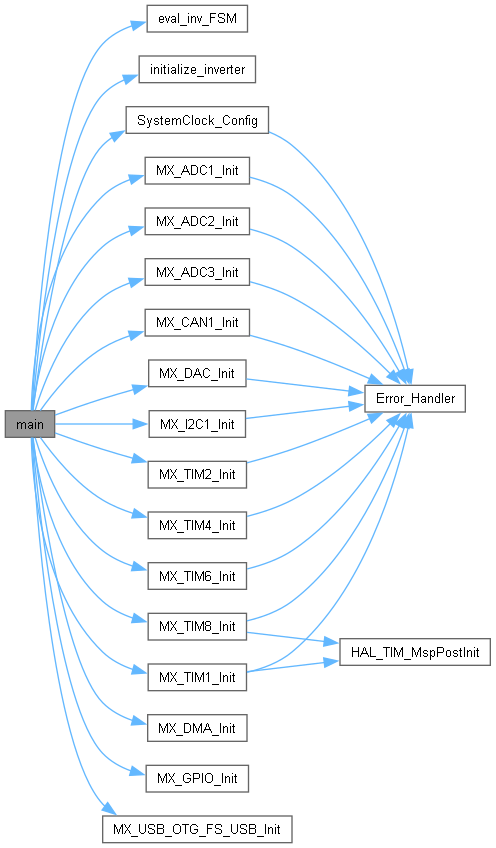 eval_inv_FSM
initialize_inverter
SystemClock_Config
MX_ADC1_Init
MX_ADC2_Init
MX_ADC3_Init
MX_CAN1_Init
MX_DAC_Init
Error_Handler
main
MX_I2C1_Init
MX_TIM2_Init
MX_TIM4_Init
MX_TIM6_Init
MX_TIM8_Init
HAL_TIM_MspPostInit
MX_TIM1_Init
MX_DMA_Init
MX_GPIO_Init
MX_USB_OTG_FS_USB_Init